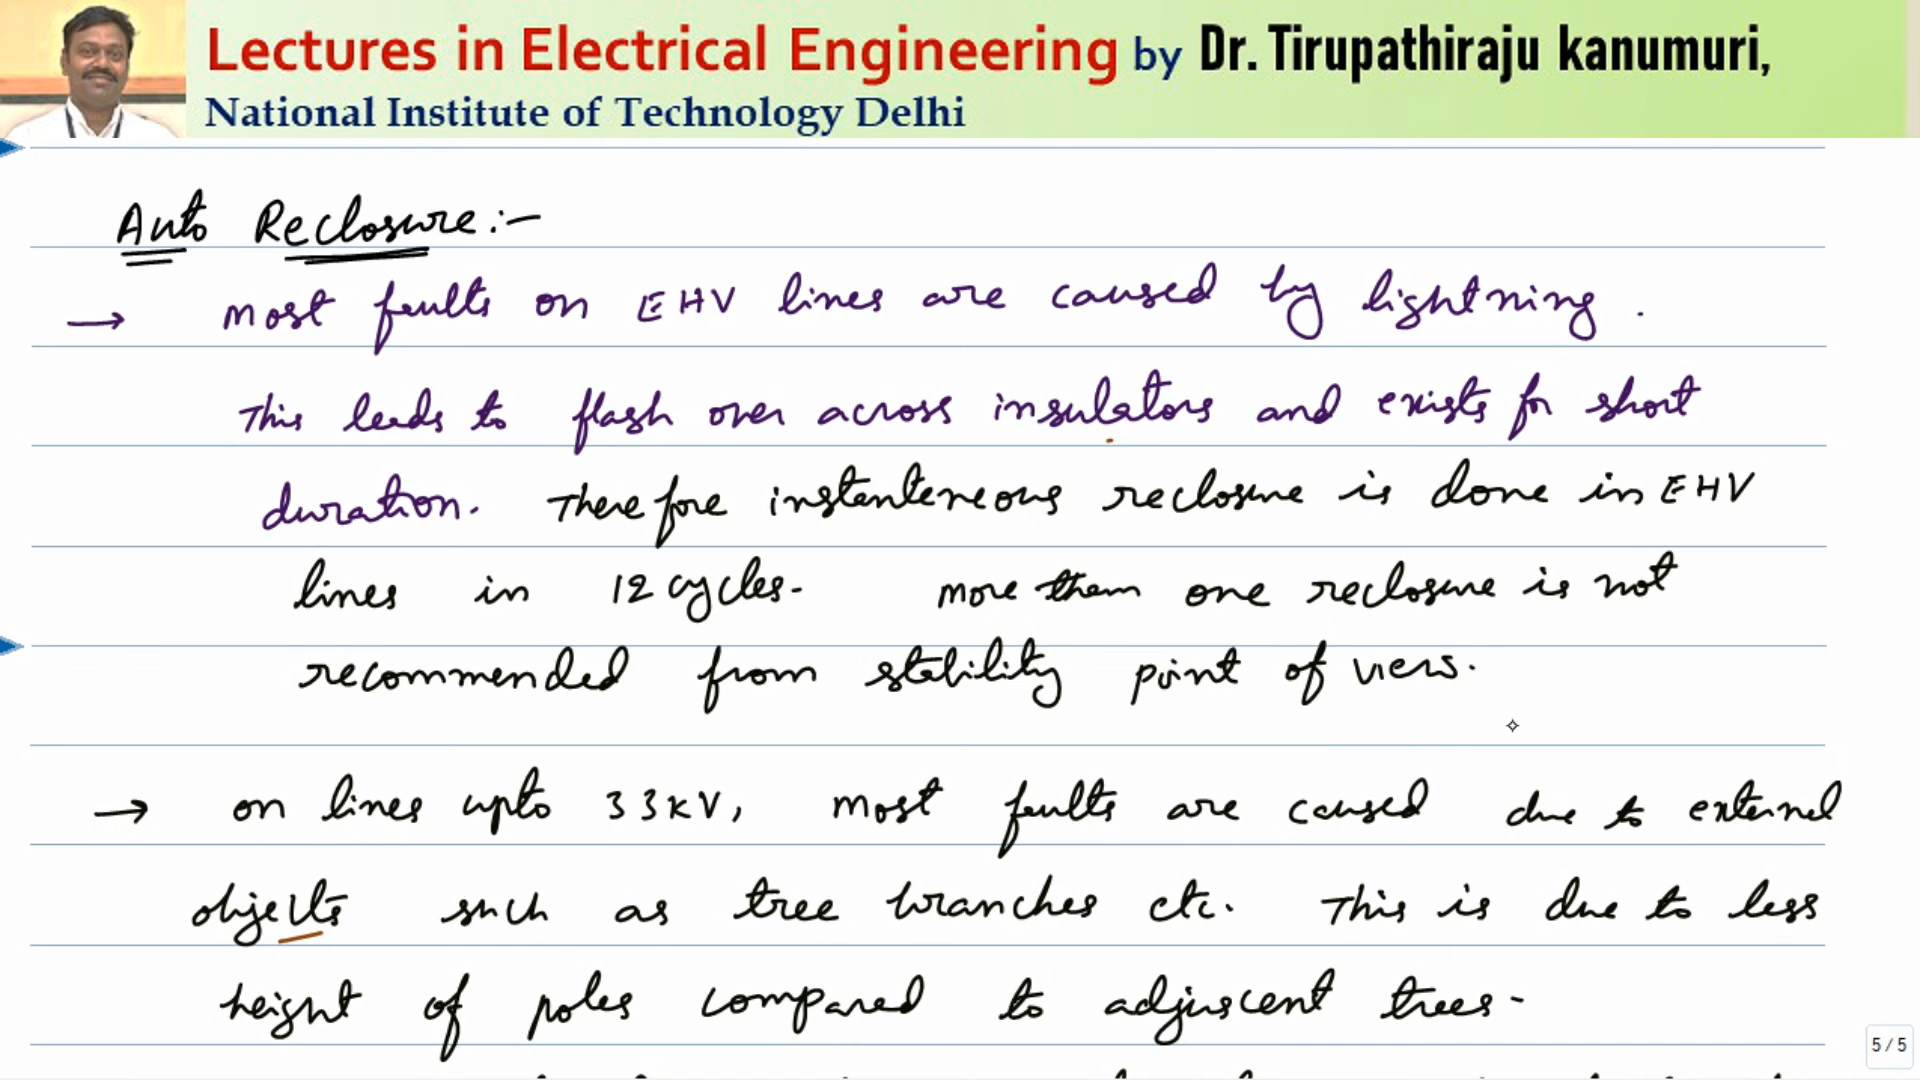 Lectures in Electrical Engineering by Dr. Tirupathiraju kanumuri,
National Institute of Technology Delhi
Auto Reclosure:-
→ most faults on EHV lines are caused by lightning.
This leads to flash over across insulators and exists for short
duration. Therefore instenteneous reclosure is done in EHV
lines in 12 cycles. more them one reclosure is not
recommended from stability point of view.
→ on lines upto 33kV, most faults are caused due to external
objects such as tree branches etc. This is due to less
height of poles compared to adjuscent trees.
5/5